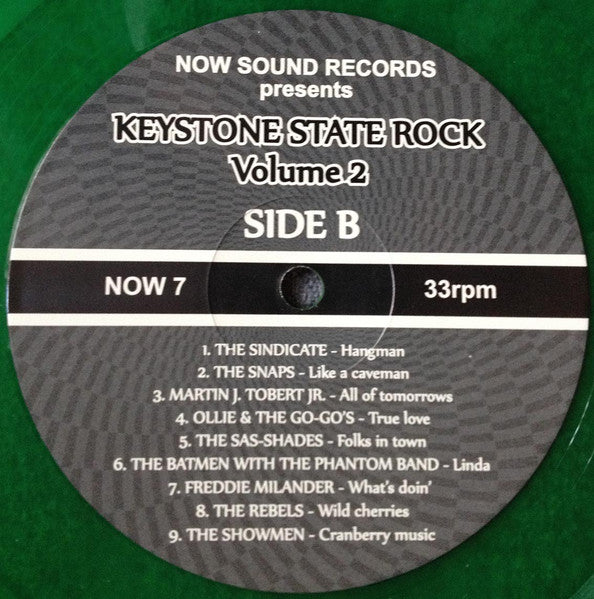 NOW SOUND RECORDS
presents
KEYSTONE STATE ROCK
Volume 2
SIDE B
NOW 7 33rpm
1. THE SINDICATE - Hangman
2. THE SNAPS - Like a caveman
3. MARTIN J. TOBERT JR. - All of tomorrows
4. OLLIE & THE GO-GO'S - True love
5. THE SAS-SHADES - Folks in town
6. THE BATMEN WITH THE PHANTOM BAND - Linda
7. FREDDIE MILANDER - What's doin'
8. THE REBELS - Wild cherries
9. THE SHOWMEN - Cranberry music